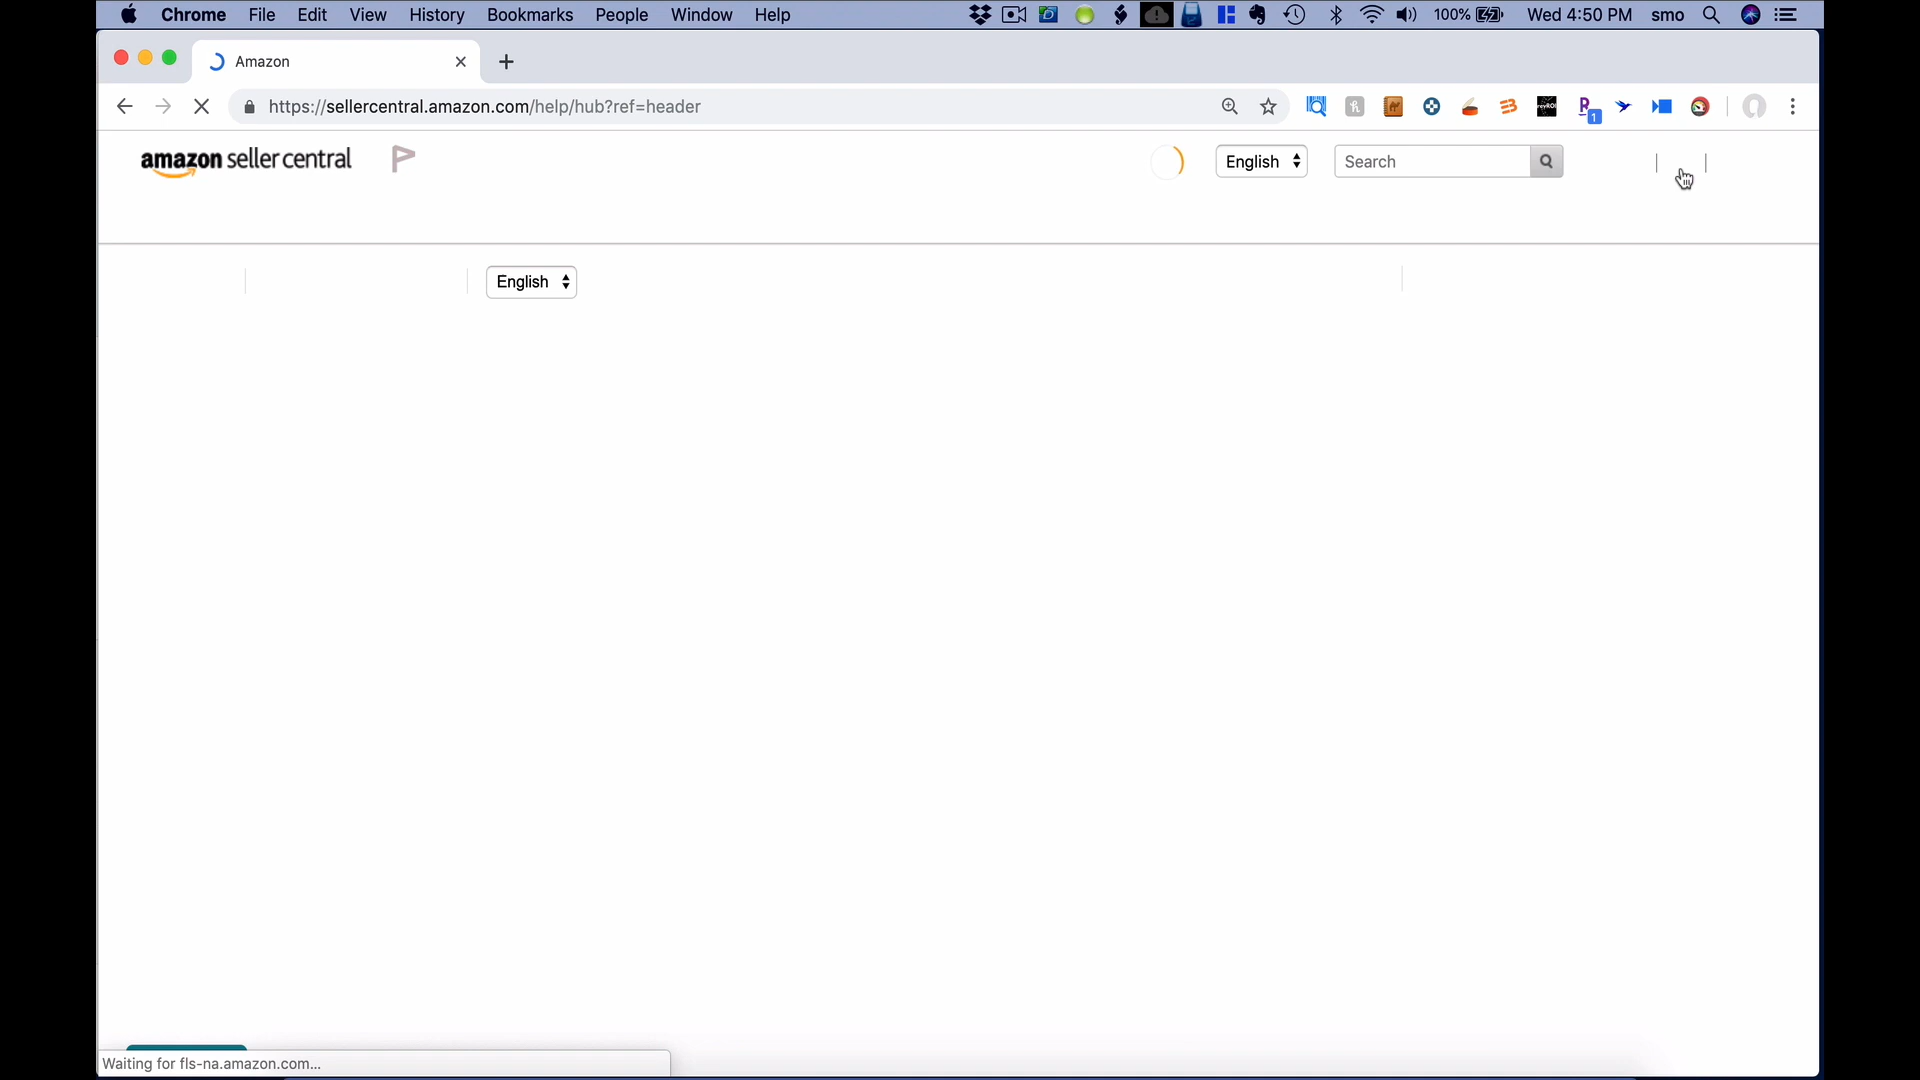 Chrome File Edit View History Bookmarks People Window Help 100% Wed 4:50 PM smo
Amazon
https://sellercentral.amazon.com/help/hub?ref=header
1
amazon seller central English Search
English
Waiting for fls-na.amazon.com...